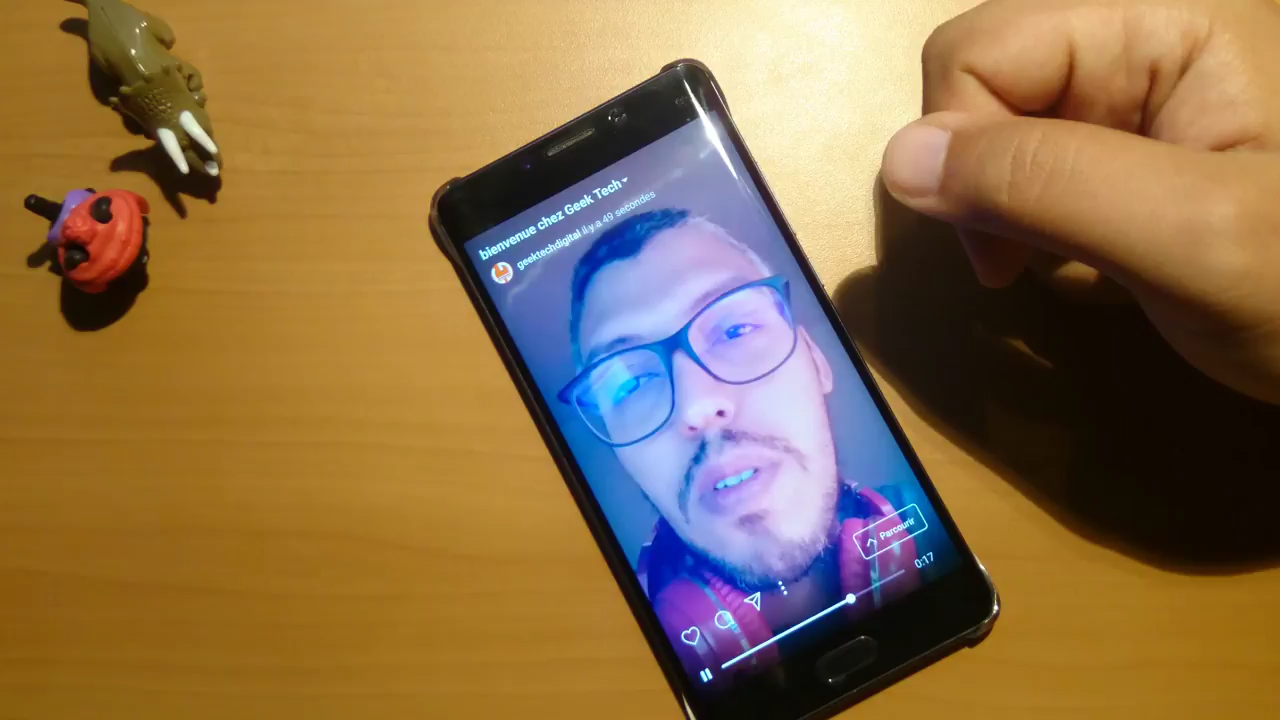 bienvenue chez Geek Tech
geektechdigital il y a 49 secondes
Parcourir
0:17